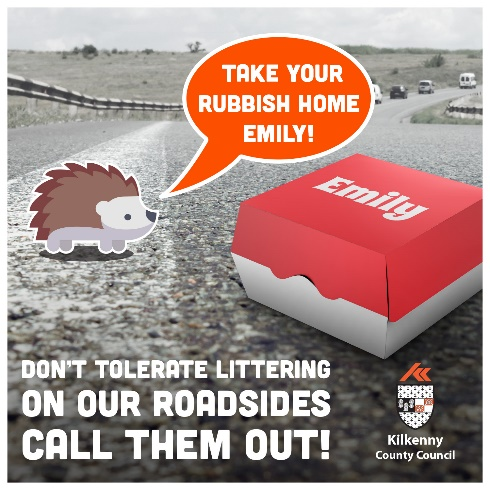 TAKE YOUR
RUBBISH HOME
EMILY!
Emily
DON'T TOLERATE LITTERING
ON OUR ROADSIDES
CALL THEM OUT!
Kilkenny
County Council